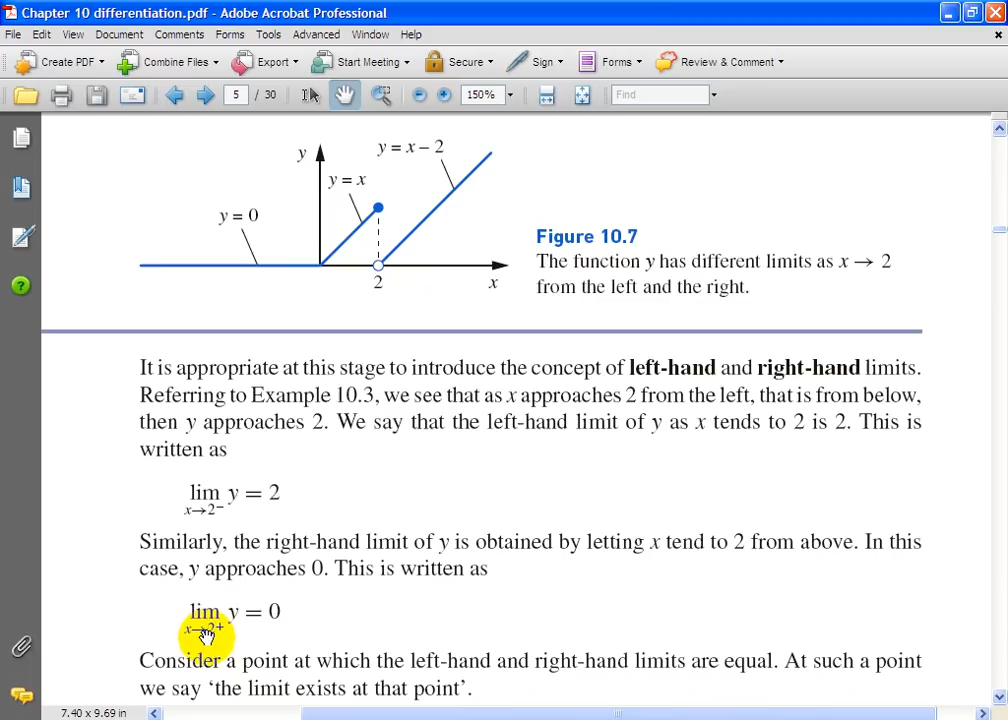 Chapter 10 differentiation.pdf - Adobe Acrobat Professional
File Edit View Document Comments Forms Tools Advanced Window Help
Create PDF Combine Files Export Start Meeting Secure Sign Forms Review & Comment
5 / 30 150% Find
y
y = x – 2
y = x
y = 0
2
x
Figure 10.7
The function y has different limits as x → 2
from the left and the right.
It is appropriate at this stage to introduce the concept of left-hand and right-hand limits.
Referring to Example 10.3, we see that as x approaches 2 from the left, that is from below,
then y approaches 2. We say that the left-hand limit of y as x tends to 2 is 2. This is
written as
lim y = 2
x→2−
Similarly, the right-hand limit of y is obtained by letting x tend to 2 from above. In this
case, y approaches 0. This is written as
lim y = 0
x→2+
Consider a point at which the left-hand and right-hand limits are equal. At such a point
we say ‘the limit exists at that point’.
7.40 x 9.69 in